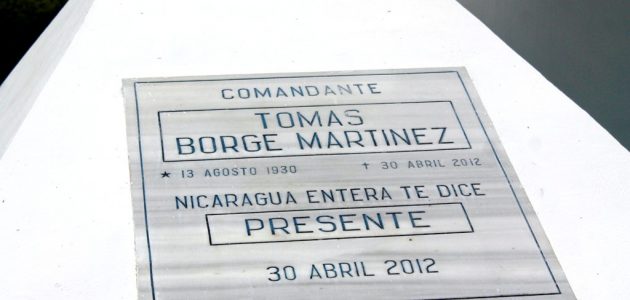 COMANDANTE
TOMAS
BORGE MARTINEZ
★ 13 AGOSTO 1930 ✝ 30 ABRIL 2012
NICARAGUA ENTERA TE DICE
PRESENTE
30 ABRIL 2012